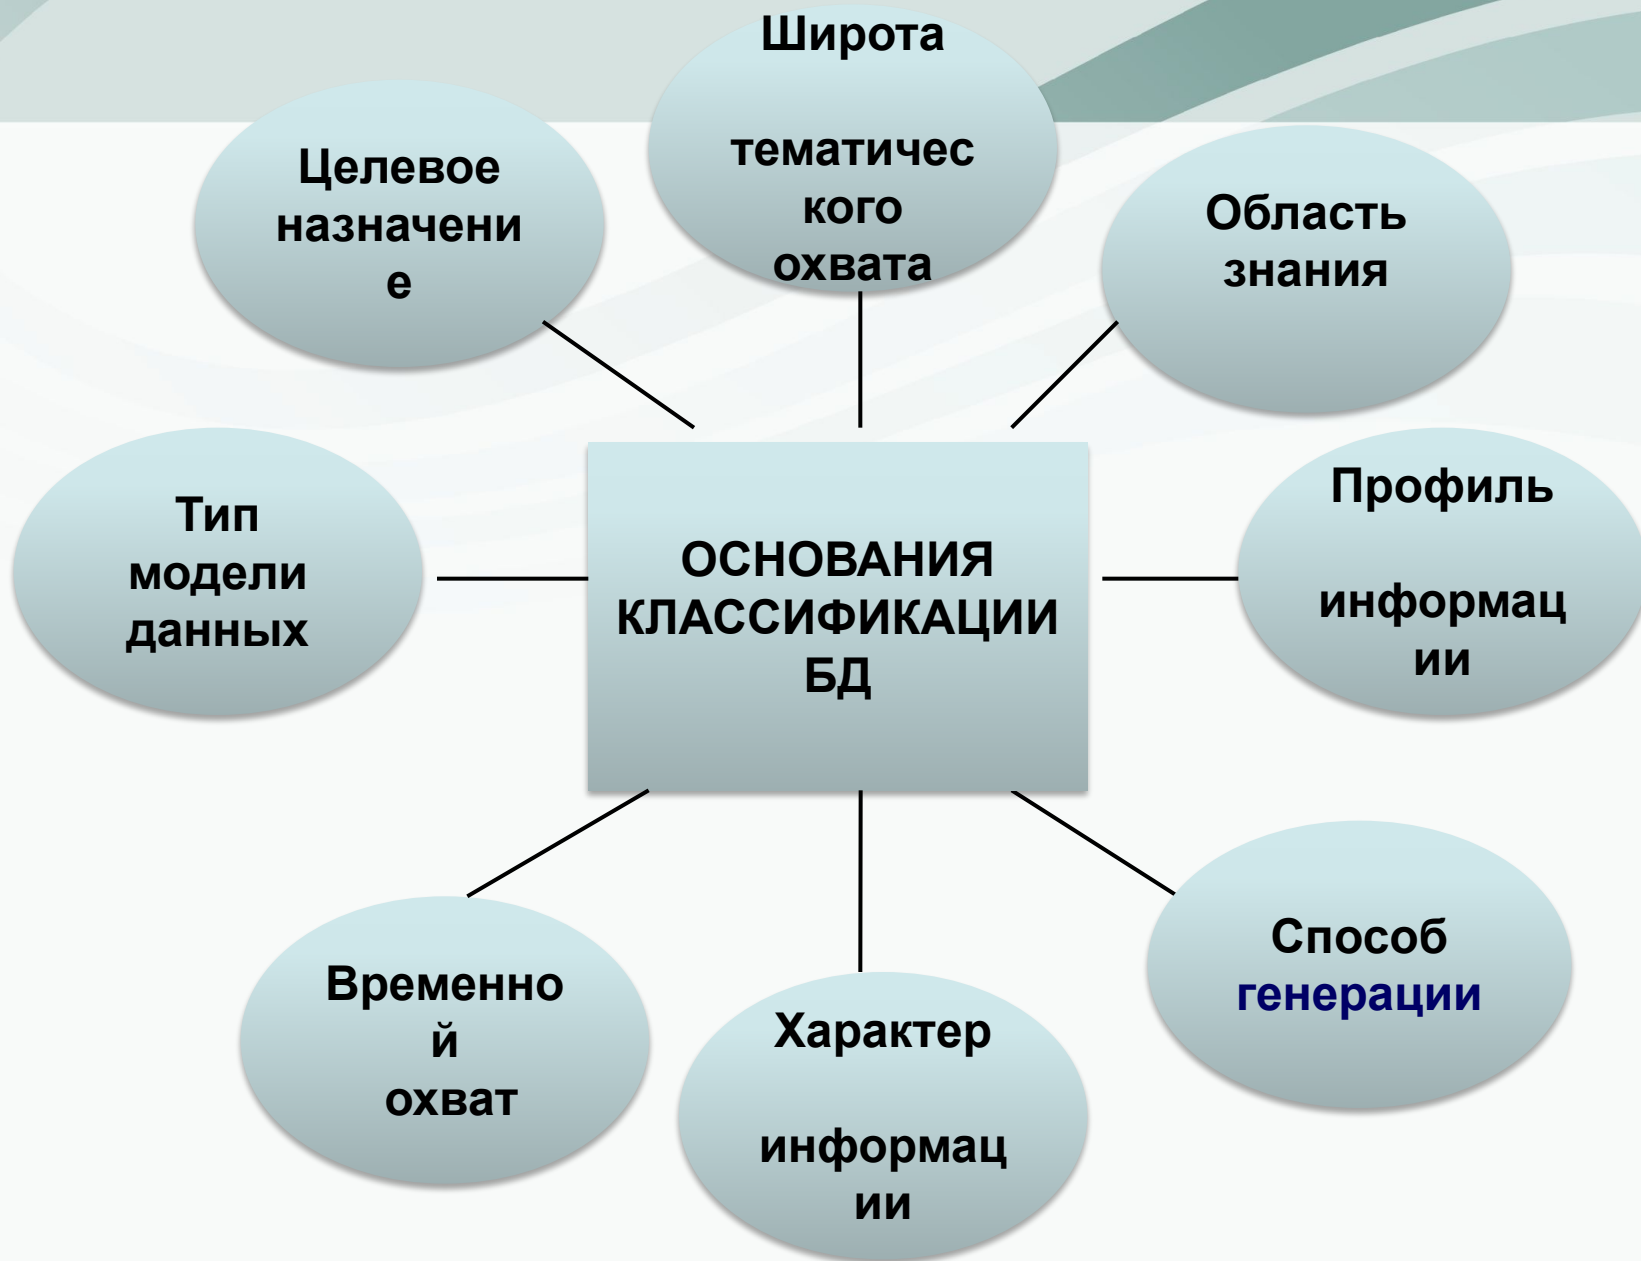 Широта
тематичес
кого
охвата
Целевое
назначени
е
Область
знания
Тип
модели
данных
ОСНОВАНИЯ
КЛАССИФИКАЦИИ
БД
Профиль
информац
ии
Временно
й
охват
Характер
информац
ии
Способ
генерации